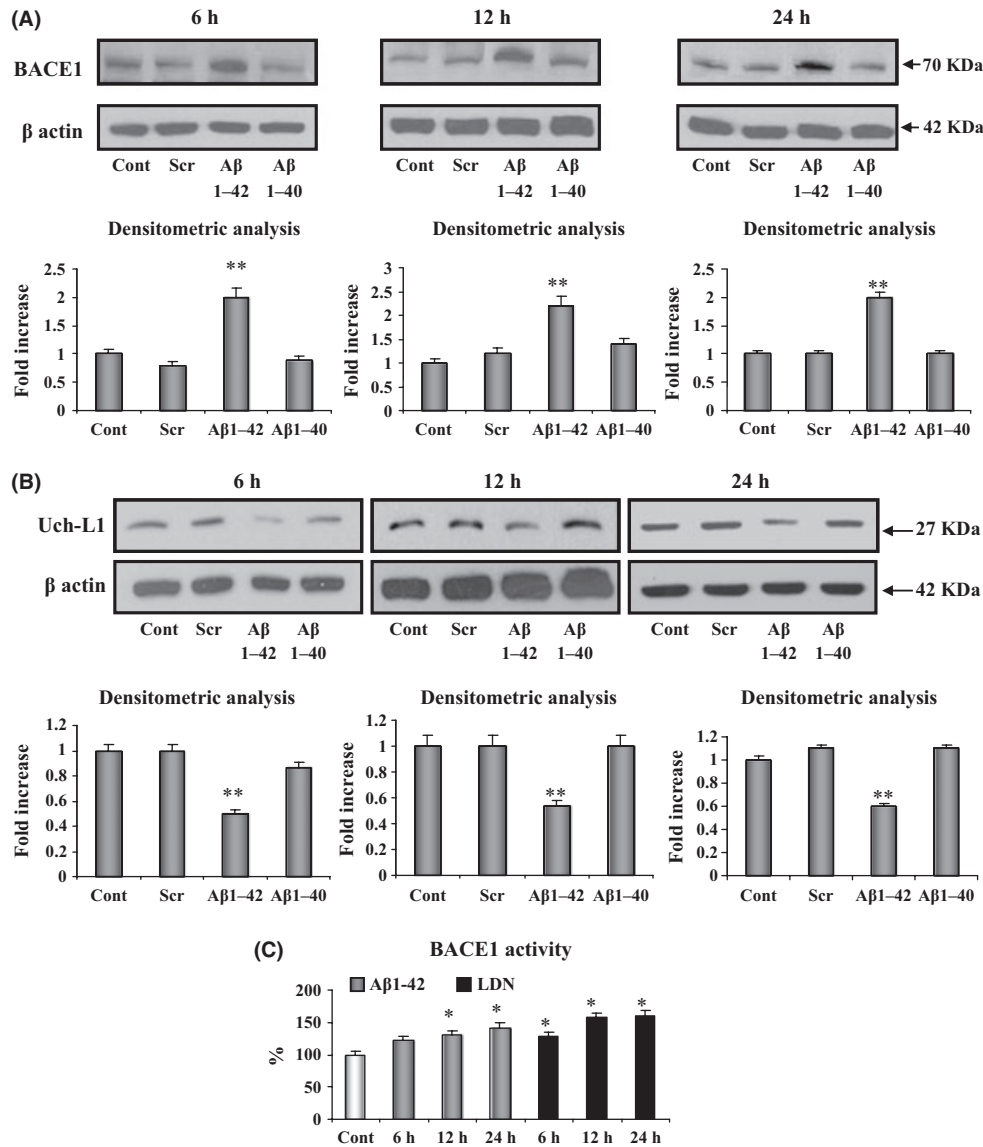 (A)
6 h 12 h 24 h
BACE1 70 KDa
β actin 42 KDa
Cont Scr Aβ Aβ Cont Scr Aβ Aβ Cont Scr Aβ Aβ
1–42 1–40 1–42 1–40 1–42 1–40
Densitometric analysis
Fold increase
2.5
2
1.5
1
0.5
0
** 
Cont Scr Aβ1–42 Aβ1–40
Densitometric analysis
Fold increase
3
2.5
2
1.5
1
0.5
0
**
Cont Scr Aβ1–42 Aβ1–40
Densitometric analysis
Fold increase
2.5
2
1.5
1
0.5
0
**
Cont Scr Aβ1–42 Aβ1–40
(B)
6 h 12 h 24 h
Uch-L1 27 KDa
β actin 42 KDa
Cont Scr Aβ Aβ Cont Scr Aβ Aβ Cont Scr Aβ Aβ
1–42 1–40 1–42 1–40 1–42 1–40
Densitometric analysis
Fold increase
1.2
1
0.8
0.6
0.4
0.2
0
**
Cont Scr Aβ1–42 Aβ1–40
Densitometric analysis
Fold increase
1.2
1
0.8
0.6
0.4
0.2
0
**
Cont Scr Aβ1–42 Aβ1–40
Densitometric analysis
Fold increase
1.2
1
0.8
0.6
0.4
0.2
0
**
Cont Scr Aβ1–42 Aβ1–40
(C) BACE1 activity
Aβ1-42 LDN
%
200
150
100
50
0
* * * * *
Cont 6 h 12 h 24 h 6 h 12 h 24 h